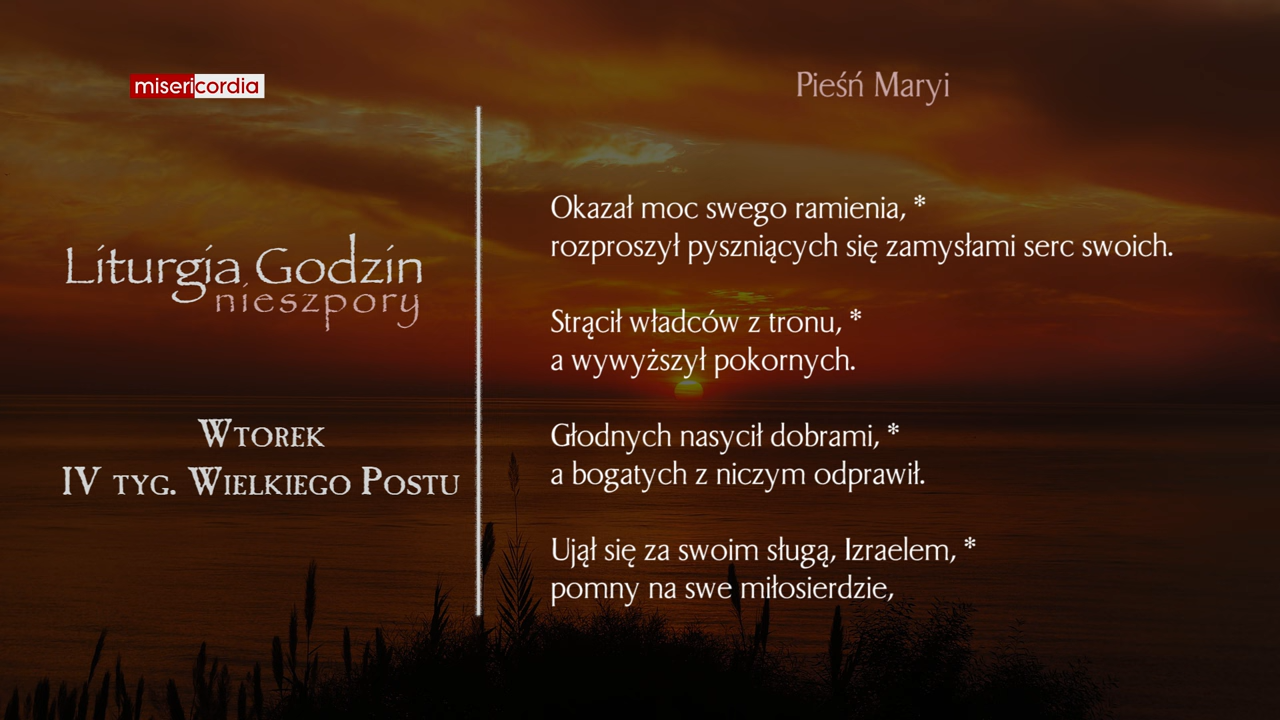 misericordia
Liturgia Godzin
nieszpory
Wtorek
IV tyg. Wielkiego Postu
Pieśń Maryi
Okazał moc swego ramienia, *
rozproszył pyszniących się zamysłami serc swoich.
Strącił władców z tronu, *
a wywyższył pokornych.
Głodnych nasycił dobrami, *
a bogatych z niczym odprawił.
Ujął się za swoim sługą, Izraelem, *
pomny na swe miłosierdzie,